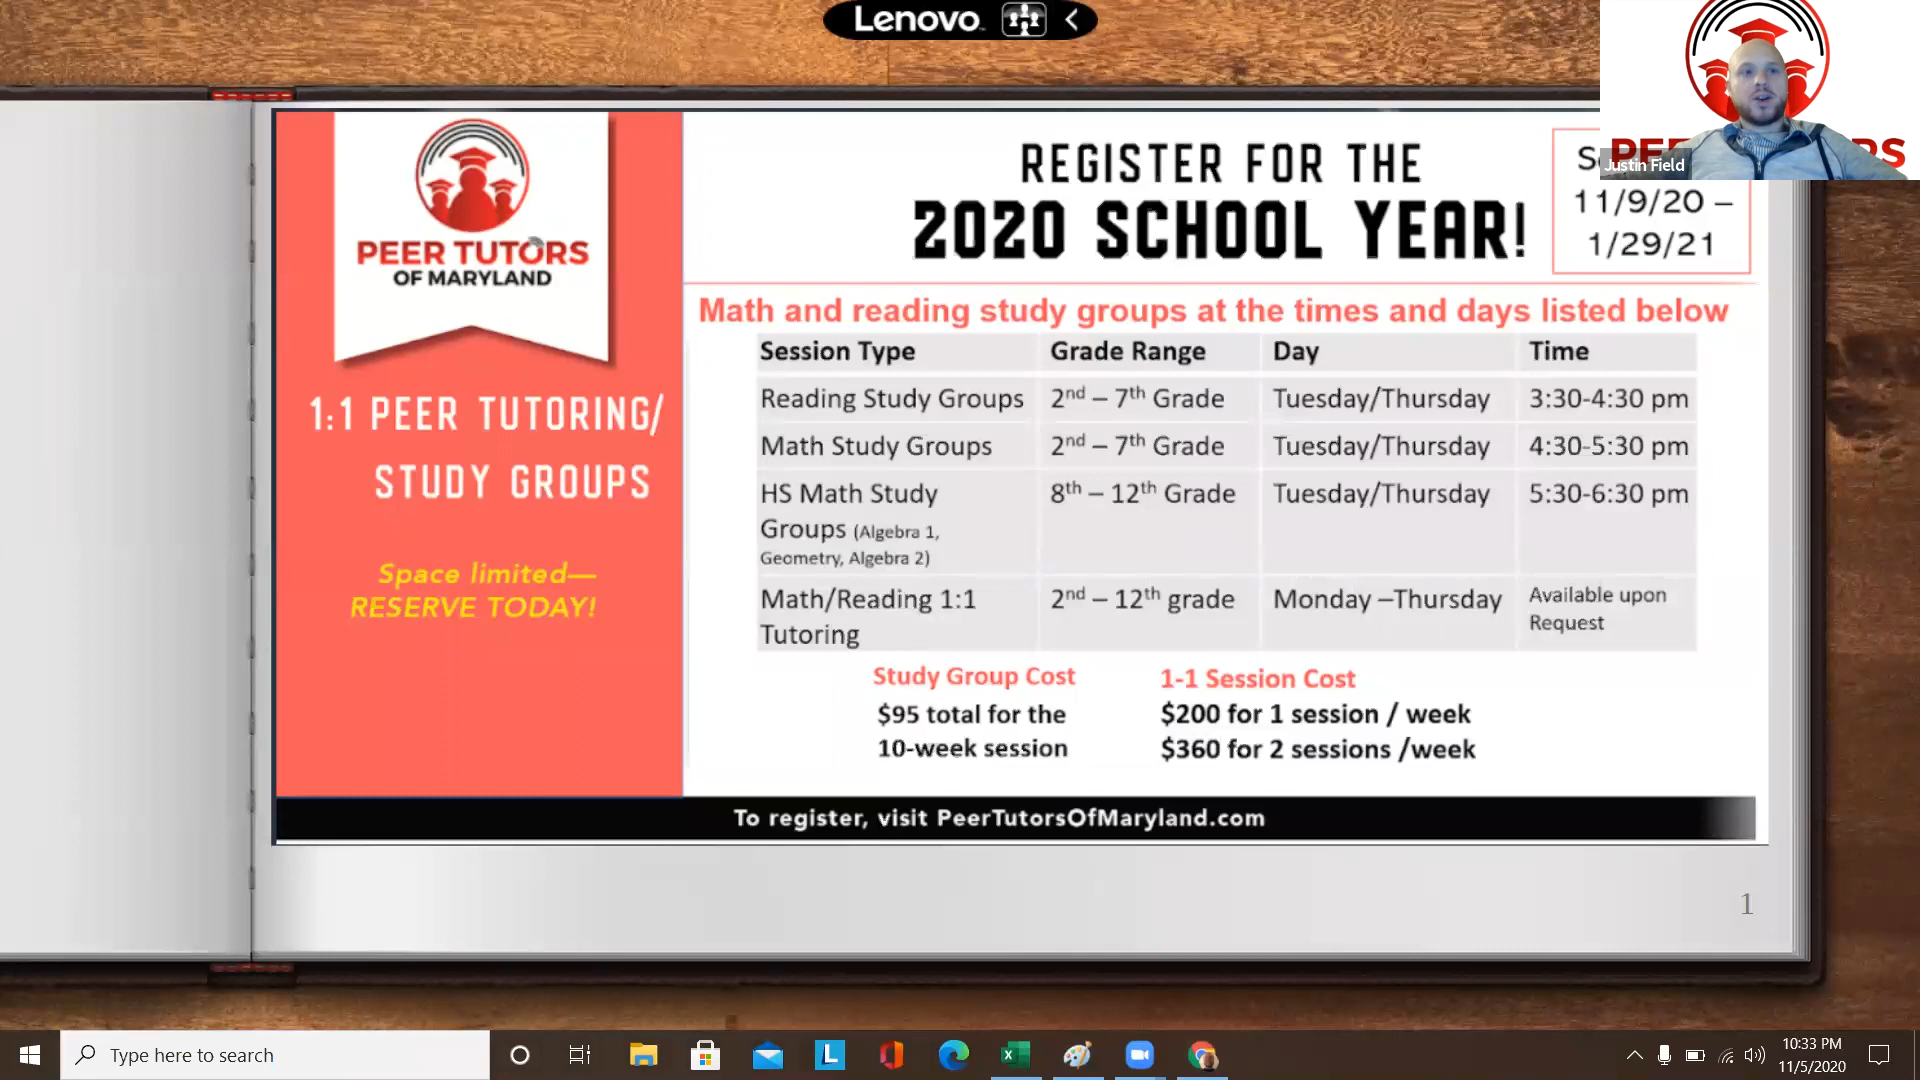 Lenovo
Justin Field
PEER TUTORS
OF MARYLAND
1:1 PEER TUTORING/
STUDY GROUPS
Space limited—
RESERVE TODAY!
REGISTER FOR THE
2020 SCHOOL YEAR!
11/9/20 –
1/29/21
Math and reading study groups at the times and days listed below
Session Type Grade Range Day Time
Reading Study Groups 2nd – 7th Grade Tuesday/Thursday 3:30-4:30 pm
Math Study Groups 2nd – 7th Grade Tuesday/Thursday 4:30-5:30 pm
HS Math Study 8th – 12th Grade Tuesday/Thursday 5:30-6:30 pm
Groups (Algebra 1,
Geometry, Algebra 2)
Math/Reading 1:1 2nd – 12th grade Monday –Thursday Available upon
Tutoring Request
Study Group Cost 1-1 Session Cost
$95 total for the $200 for 1 session / week
10-week session $360 for 2 sessions /week
To register, visit PeerTutorsOfMaryland.com
1
Type here to search
L
10:33 PM
11/5/2020